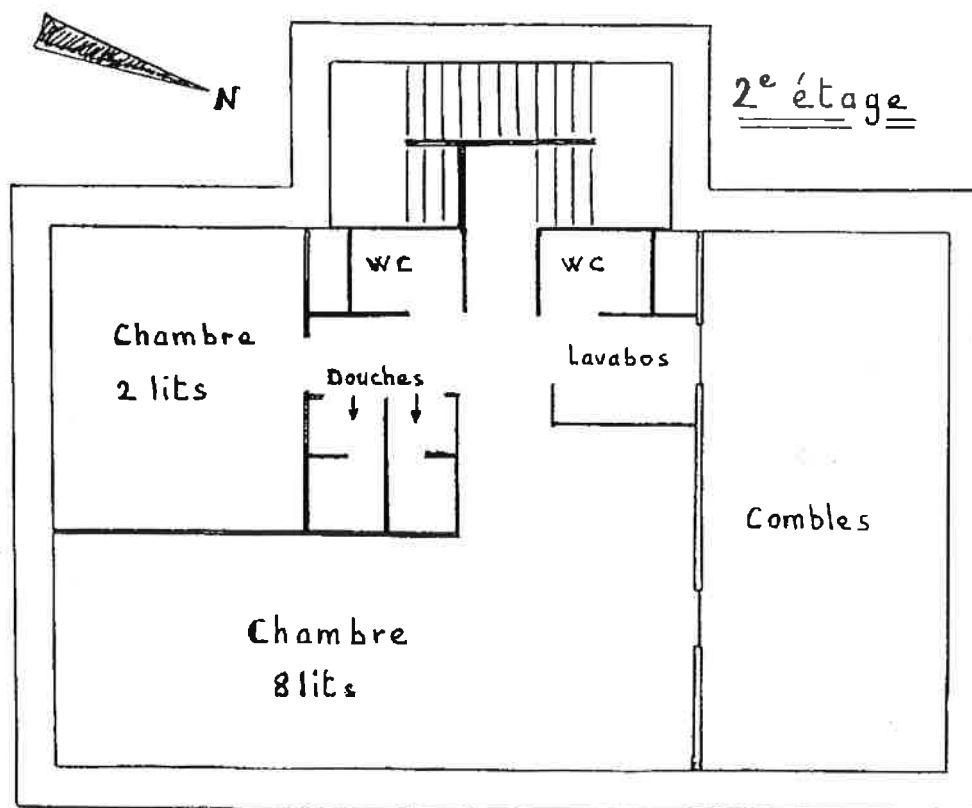 N
2e étage
WC
WC
Chambre
2 lits
Douches
Lavabos
Combles
Chambre
8 lits